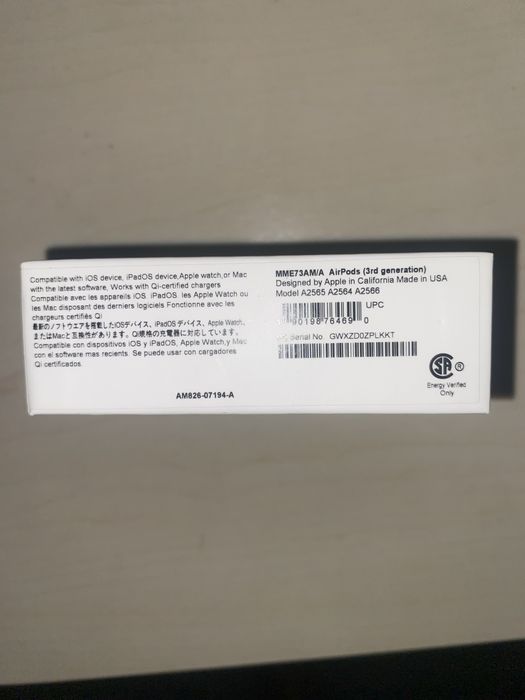 Compatible with iOS device, iPadOS device,Apple watch,or Mac
with the latest software, Works with Qi-certified chargers
Compatible avec les appareils iOS. iPadOS. les Apple Watch ou
les Mac disposant des derniers logiciels Fonctionne avec les
chargeurs certifiés Qi
最新のソフトウエアを搭載したiOSデバイス、iPadOSデバイス、Apple Watch、
またはMacと互換性があります。Qi規格の充電器に対応しています。
Compatible con dispositivos iOS y iPadOS, Apple Watch,y Mac
con el software mas recients. Se puede usar con cargadores
Qi certificados
AM826-07194-A
MME73AM/A AirPods (3rd generation)
Designed by Apple in California Made in USA
Model A2565 A2564 A2566
UPC
90198 76469 0
Serial No. GWXZD0ZPLKKT
SA ®
Energy Verified
Only